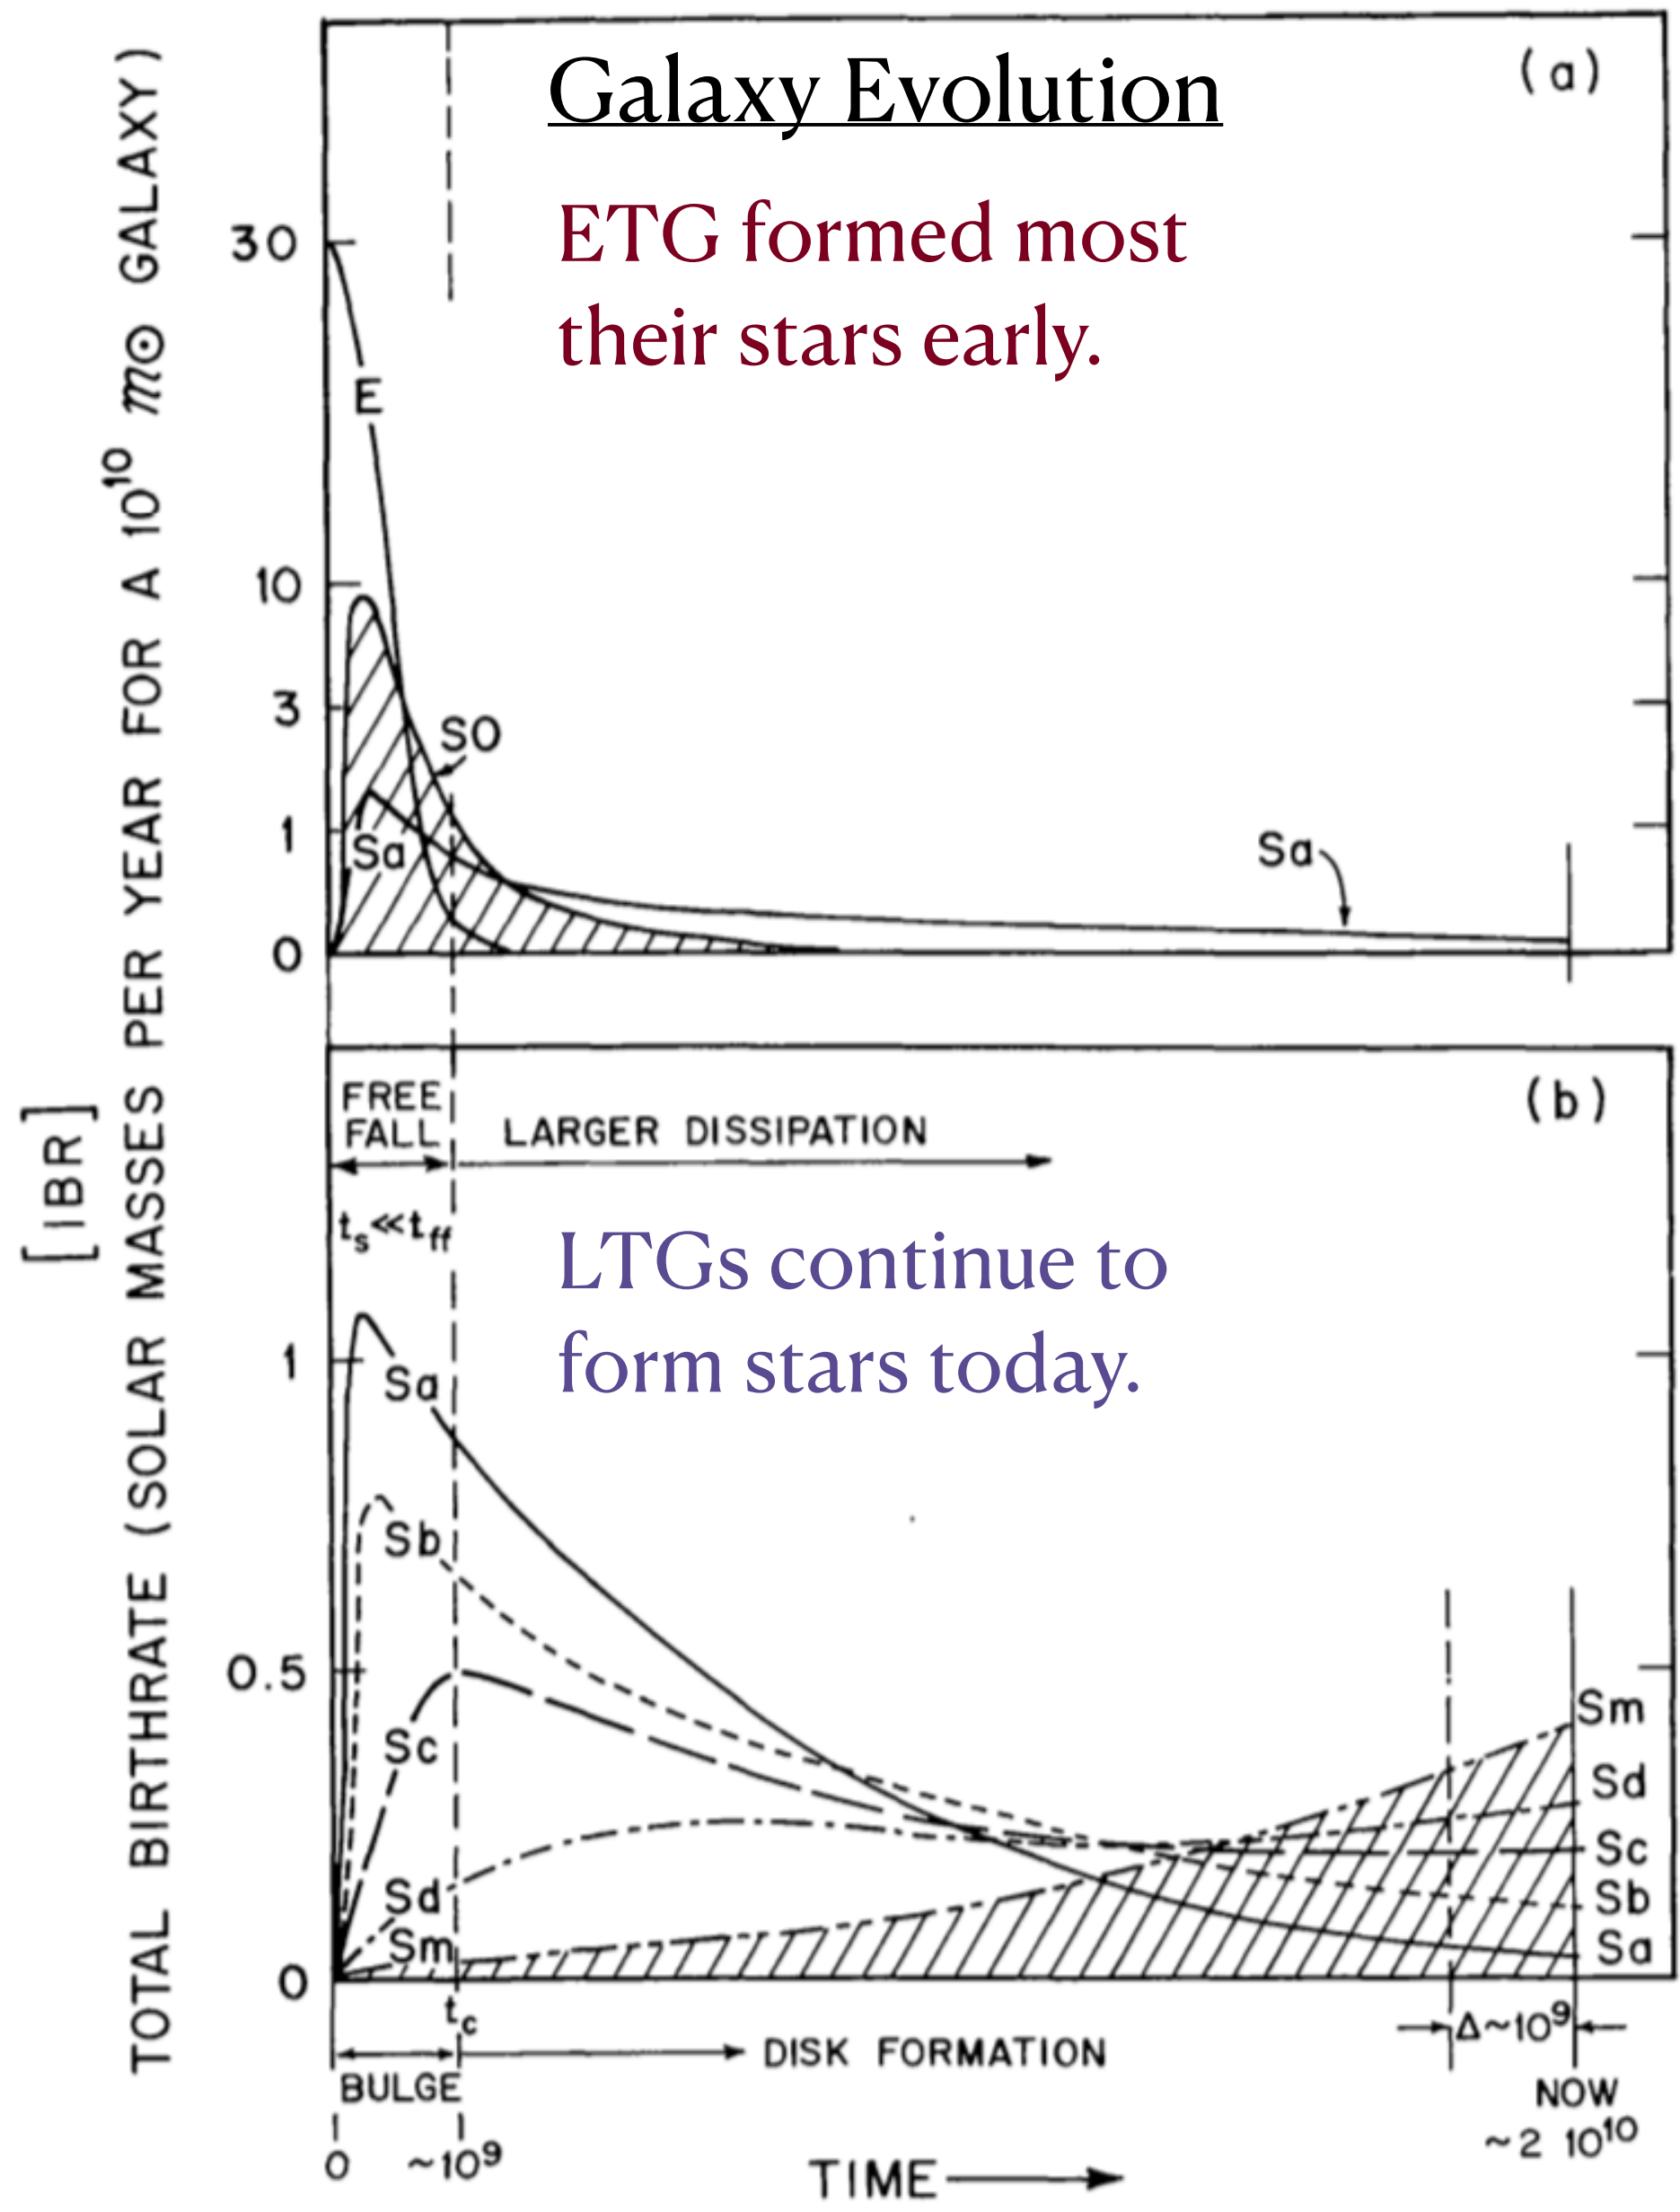 TOTAL BIRTHRATE (SOLAR MASSES PER YEAR FOR A 10¹⁰ 𝓜⊙ GALAXY)
[IBR]
(a)
Galaxy Evolution
ETG formed most
their stars early.
30
10
3
1
0
E
SO
Sa
Sa
(b)
FREE
FALL
LARGER DISSIPATION
tₛ≪t_ff
LTGs continue to
form stars today.
1
0.5
0
Sa
Sb
Sc
Sd
Sm
Sm
Sd
Sc
Sb
Sa
t_c
Δ~10⁹
BULGE
DISK FORMATION
NOW
~2 10¹⁰
0
~10⁹
TIME